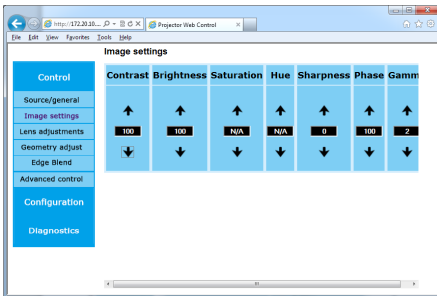 http://172.20.10....
Projector Web Control
File Edit View Favorites Tools Help
Image settings
Control
Source/general
Image settings
Lens adjustments
Geometry adjust
Edge Blend
Advanced control
Configuration
Diagnostics
Contrast Brightness Saturation Hue Sharpness Phase Gamm
100 100 N/A N/A 0 100 2